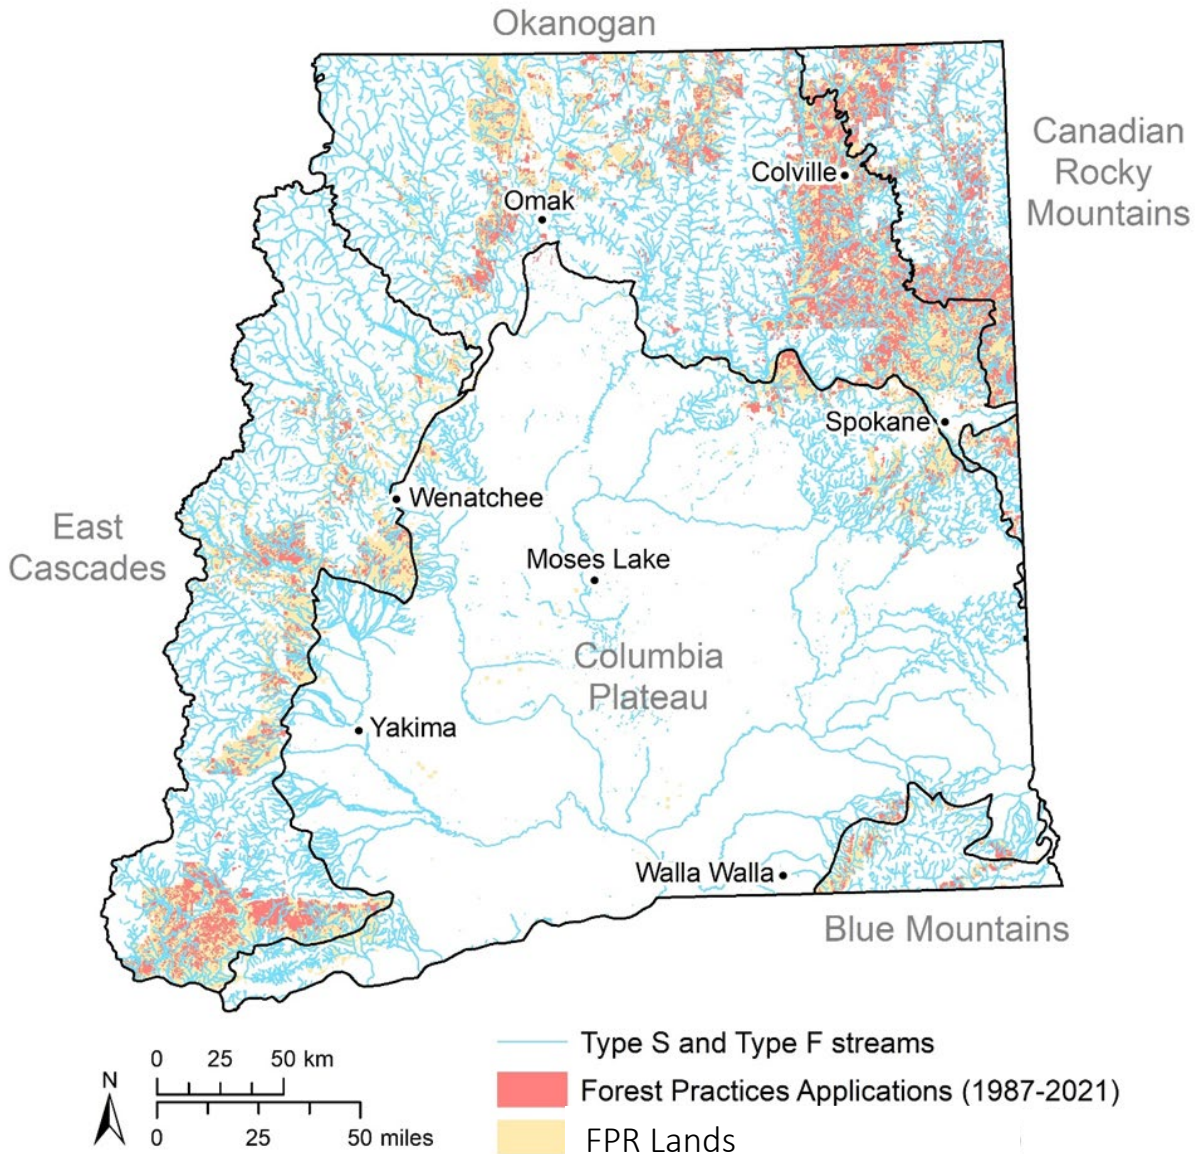 Okanogan
Canadian
Rocky
Mountains
Colville
Omak
Spokane
Wenatchee
East
Cascades
Moses Lake
Columbia
Plateau
Yakima
Walla Walla
Blue Mountains
0 25 50 km
N
0 25 50 miles
Type S and Type F streams
Forest Practices Applications (1987-2021)
FPR Lands